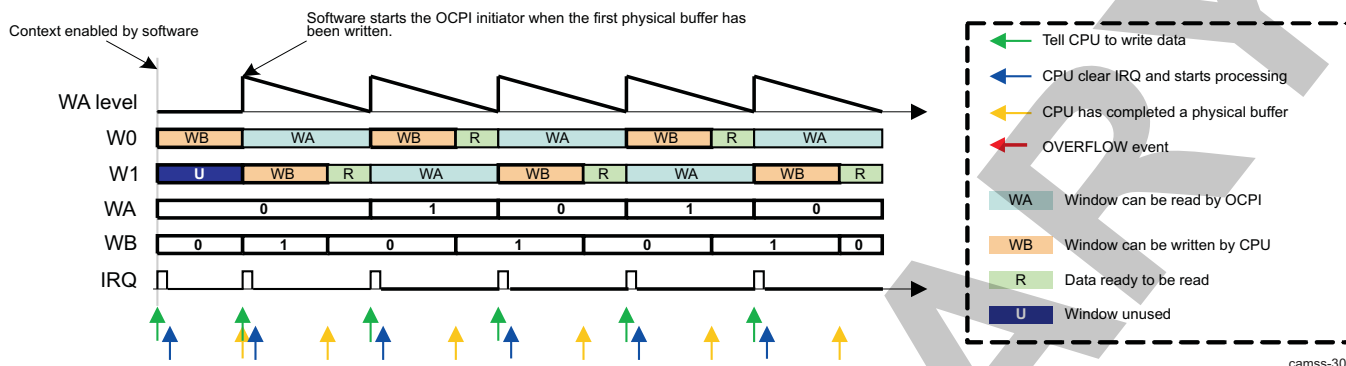 Context enabled by software
Software starts the OCPI initiator when the first physical buffer has
been written.
WA level
W0 WB WA WB R WA WB R WA
W1 U WB R WA WB R WA WB R
WA 0 1 0 1 0
WB 0 1 0 1 0 1 0
IRQ
Tell CPU to write data
CPU clear IRQ and starts processing
CPU has completed a physical buffer
OVERFLOW event
WA Window can be read by OCPI
WB Window can be written by CPU
R Data ready to be read
U Window unused
camss-30